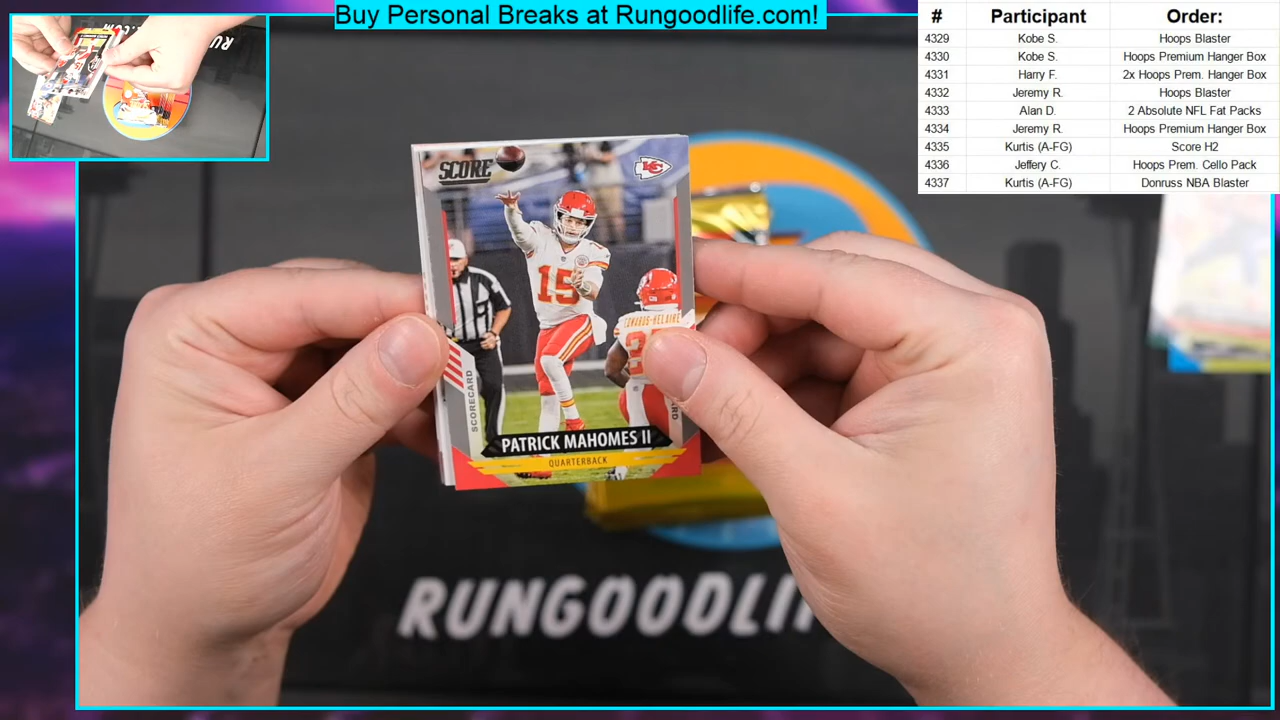 Buy Personal Breaks at Rungoodlife.com!
# Participant Order:
4329 Kobe S. Hoops Blaster
4330 Kobe S. Hoops Premium Hanger Box
4331 Harry F. 2x Hoops Prem. Hanger Box
4332 Jeremy R. Hoops Blaster
4333 Alan D. 2 Absolute NFL Fat Packs
4334 Jeremy R. Hoops Premium Hanger Box
4335 Kurtis (A-FG) Score H2
4336 Jeffery C. Hoops Prem. Cello Pack
4337 Kurtis (A-FG) Donruss NBA Blaster
SCORE
KC
15
EDWARDS-HELAIRE
SCORECARD
PATRICK MAHOMES II
QUARTERBACK
RUNGOODLI